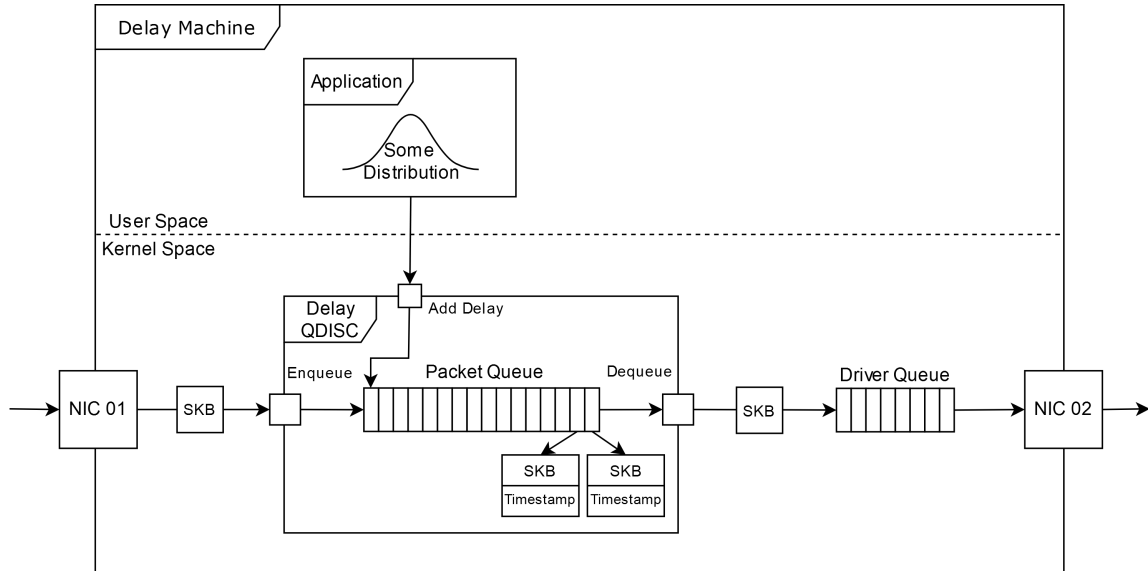 Delay Machine
Application
Some
Distribution
User Space
Kernel Space
Delay
QDISC
Add Delay
Enqueue
Packet Queue
Dequeue
Driver Queue
NIC 01
SKB
SKB
NIC 02
SKB
SKB
Timestamp
Timestamp